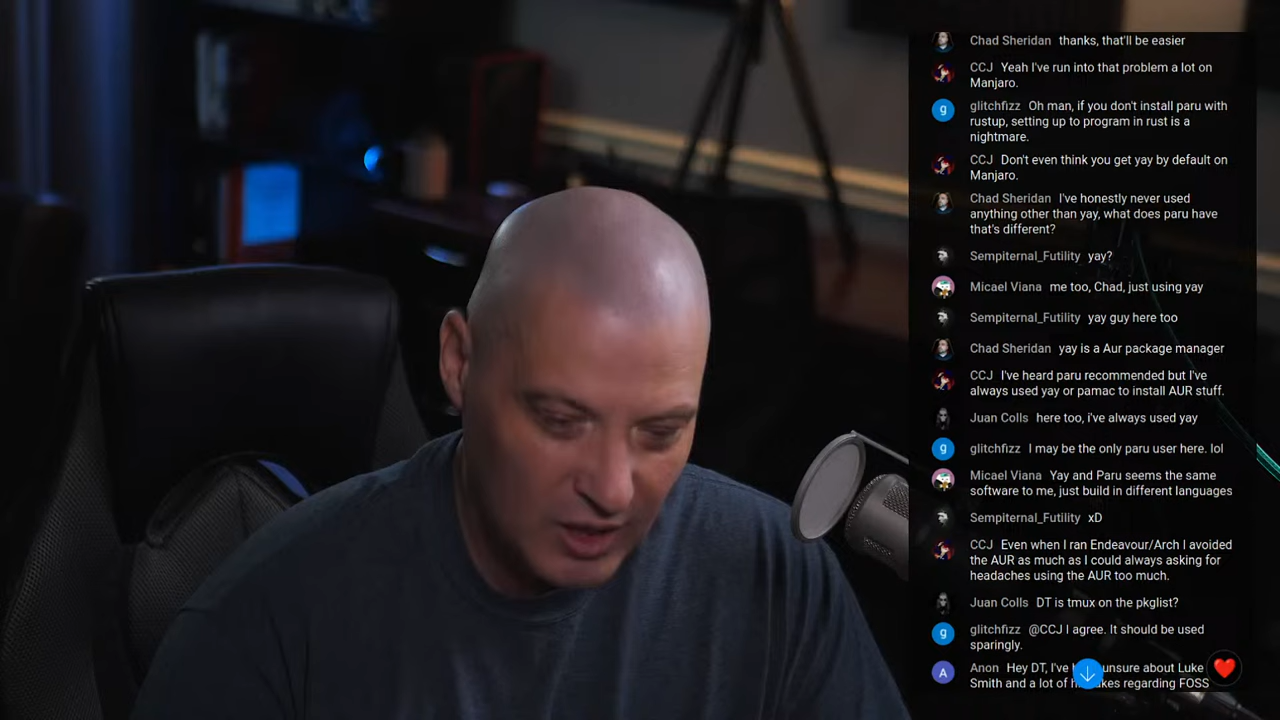 Chad Sheridan thanks, that'll be easier
CCJ Yeah I've run into that problem a lot on
Manjaro.
g glitchfizz Oh man, if you don't install paru with
rustup, setting up to program in rust is a
nightmare.
CCJ Don't even think you get yay by default on
Manjaro.
Chad Sheridan I've honestly never used
anything other than yay, what does paru have
that's different?
Sempiternal_Futility yay?
Micael Viana me too, Chad, just using yay
Sempiternal_Futility yay guy here too
Chad Sheridan yay is a Aur package manager
CCJ I've heard paru recommended but I've
always used yay or pamac to install AUR stuff.
Juan Colls here too, i've always used yay
g glitchfizz I may be the only paru user here. lol
Micael Viana Yay and Paru seems the same
software to me, just build in different languages
Sempiternal_Futility xD
CCJ Even when I ran Endeavour/Arch I avoided
the AUR as much as I could always asking for
headaches using the AUR too much.
Juan Colls DT is tmux on the pkglist?
g glitchfizz @CCJ I agree. It should be used
sparingly.
A Anon Hey DT, I've unsure about Luke
Smith and a lot of regarding FOSS